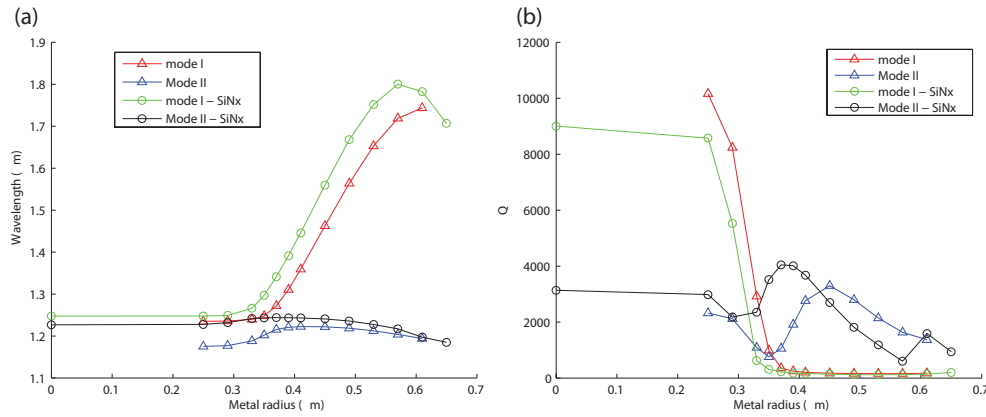 (a)
1.9
1.8
1.7
1.6
1.5
1.4
1.3
1.2
1.1
Wavelength ( m)
mode I
Mode II
mode I – SiNx
Mode II – SiNx
0 0.1 0.2 0.3 0.4 0.5 0.6 0.7
Metal radius ( m)
(b)
12000
10000
8000
6000
4000
2000
0
Q
mode I
Mode II
mode I – SiNx
Mode II – SiNx
0 0.1 0.2 0.3 0.4 0.5 0.6 0.7
Metal radius ( m)